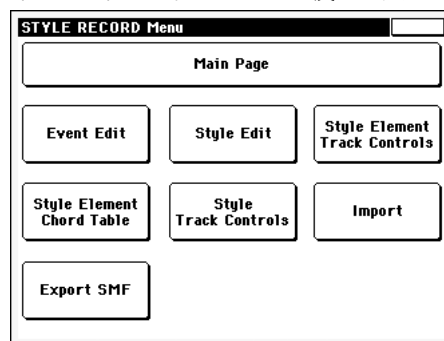 STYLE RECORD Menu
Main Page
Event Edit
Style Edit
Style Element
Track Controls
Style Element
Chord Table
Style
Track Controls
Import
Export SMF